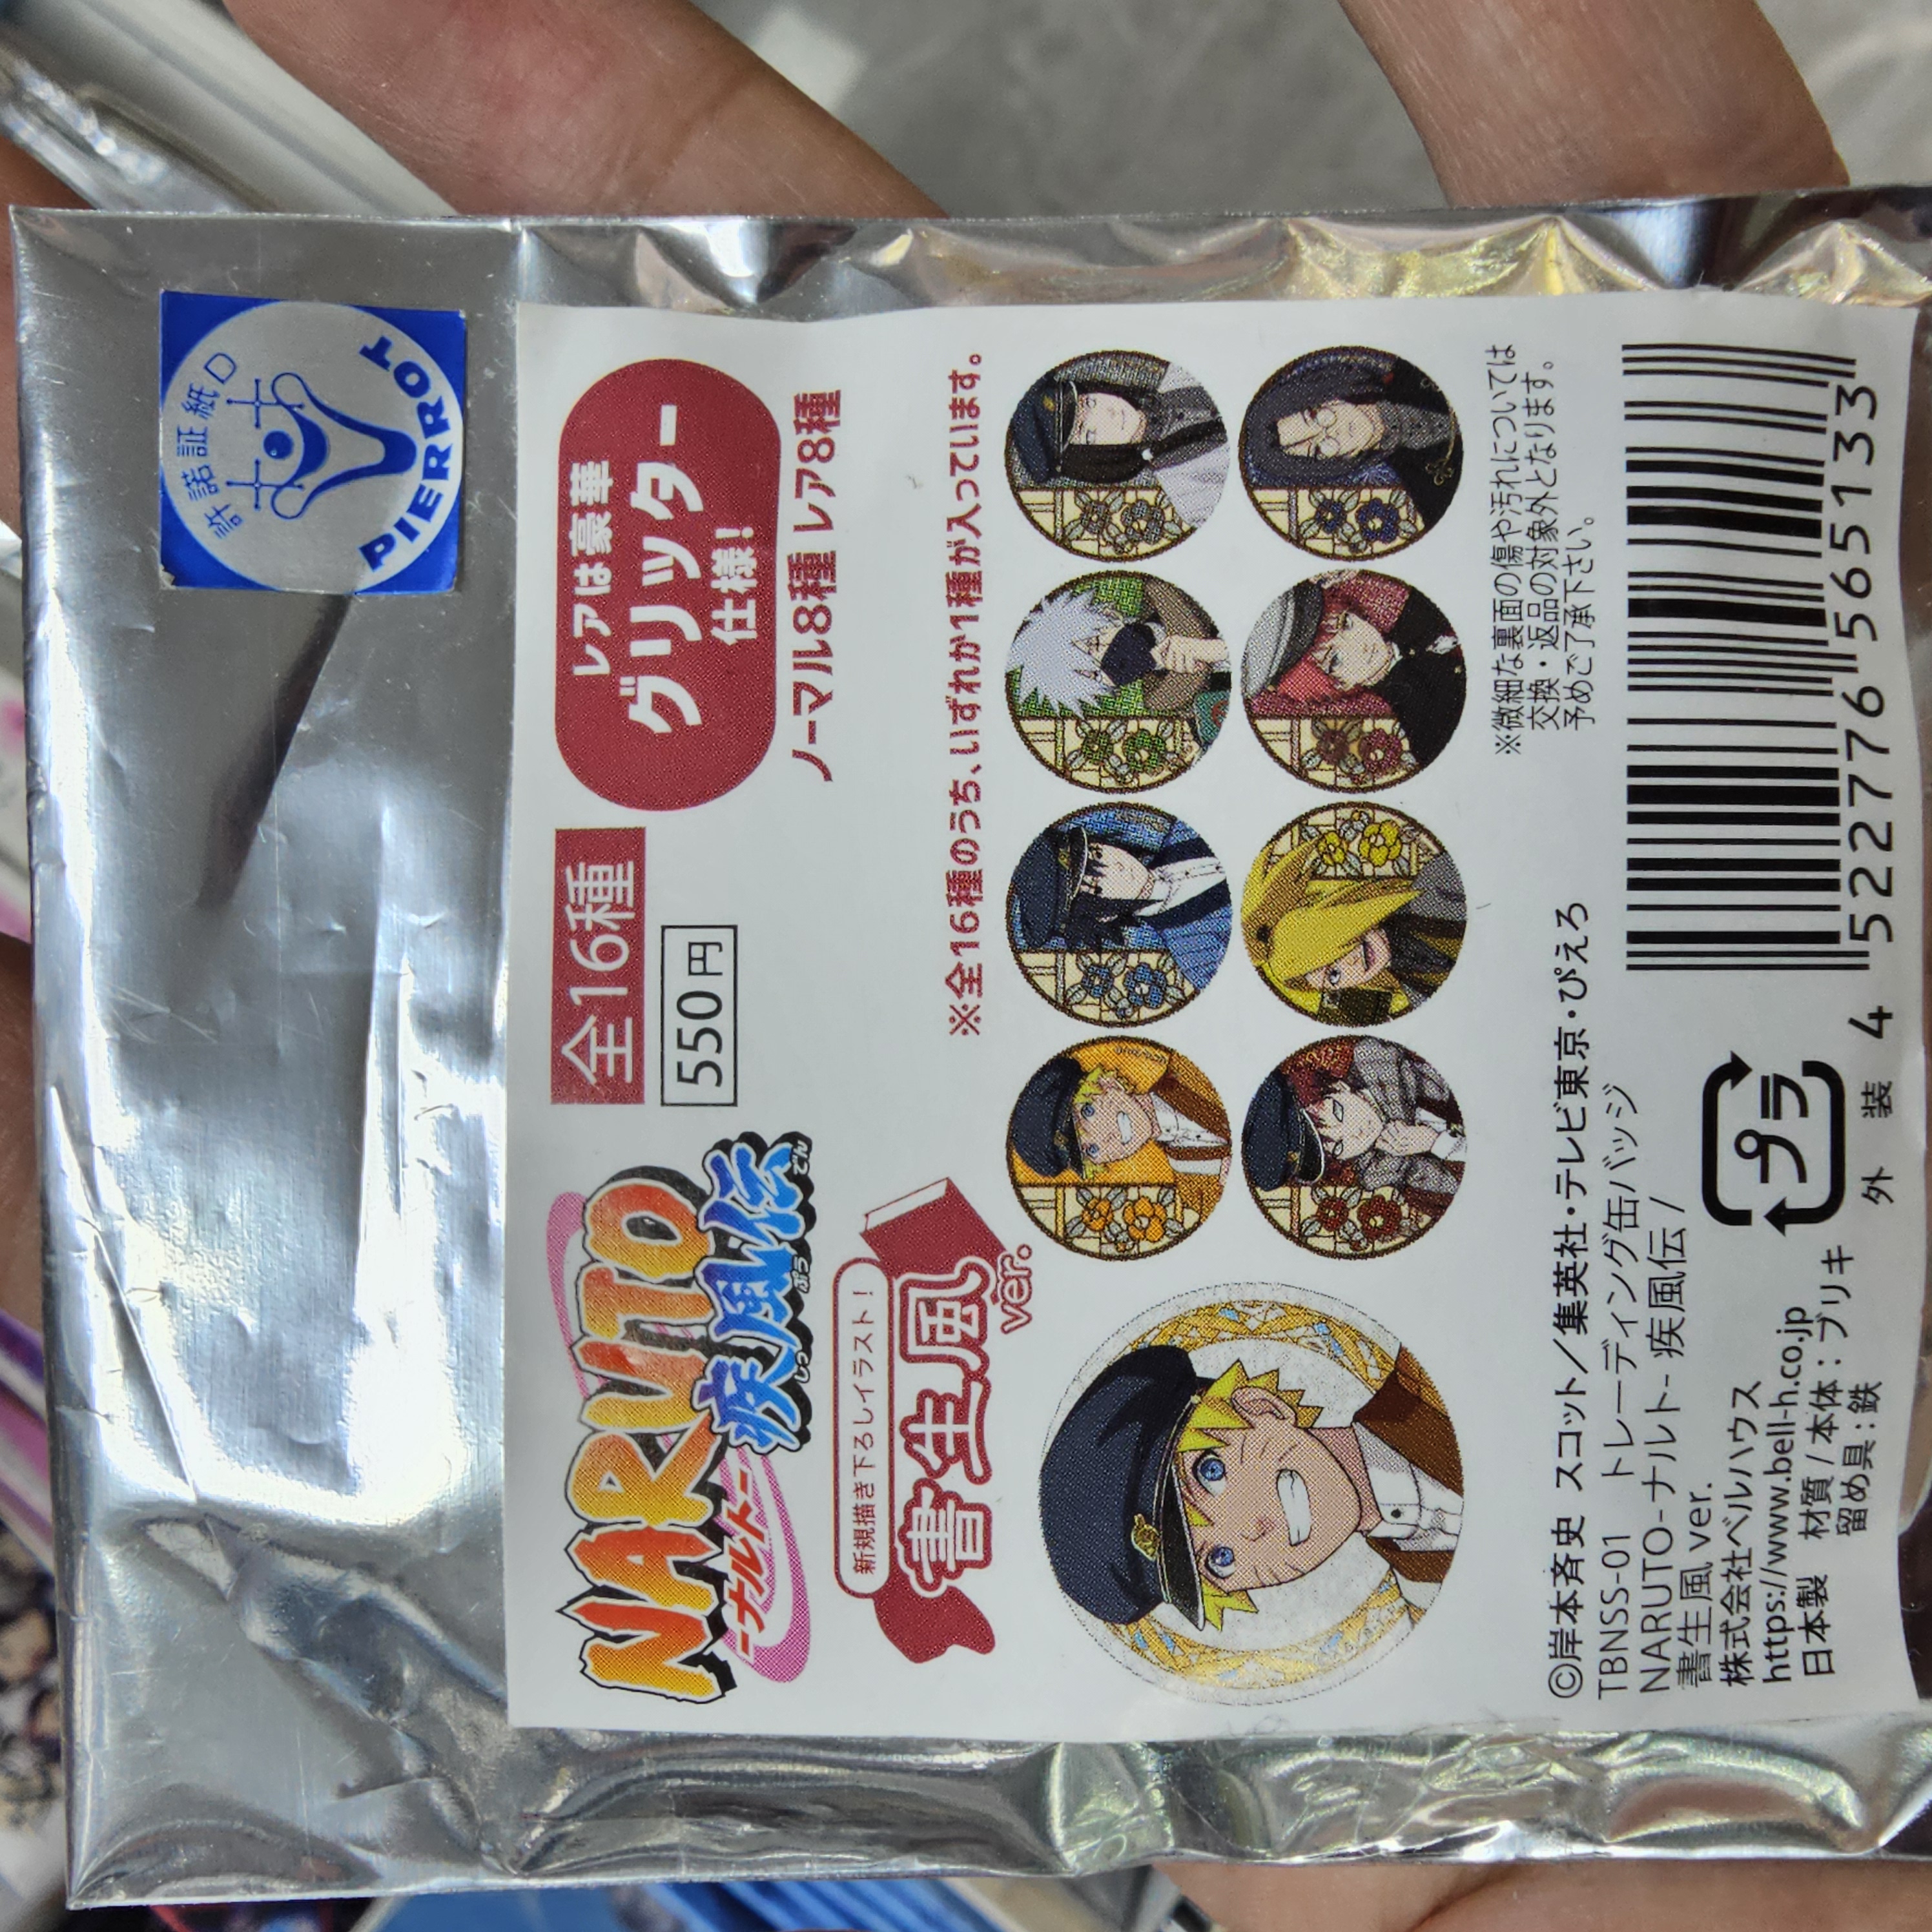 許諾証紙D
PIERROT
NARUTO
-ナルト-
疾風伝
しっぷうでん
全16種
550円
レアは豪華
グリッター
仕様!
ノーマル8種 レア8種
新規描き下ろしイラスト!
書生風
ver.
※全16種のうち、いずれか1種が入っています。
※微細な裏面の傷や汚れについては
交換・返品の対象外となります。
予めご了承下さい。
©岸本斉史 スコット/集英社・テレビ東京・ぴえろ
TBNSS-01 トレーディング缶バッジ
NARUTO-ナルト- 疾風伝 /
書生風 ver.
株式会社ベルハウス
https://www.bell-h.co.jp
日本製 材質 / 本体 : ブリキ
留め具 : 鉄
プラ
外装
4 522776 565133